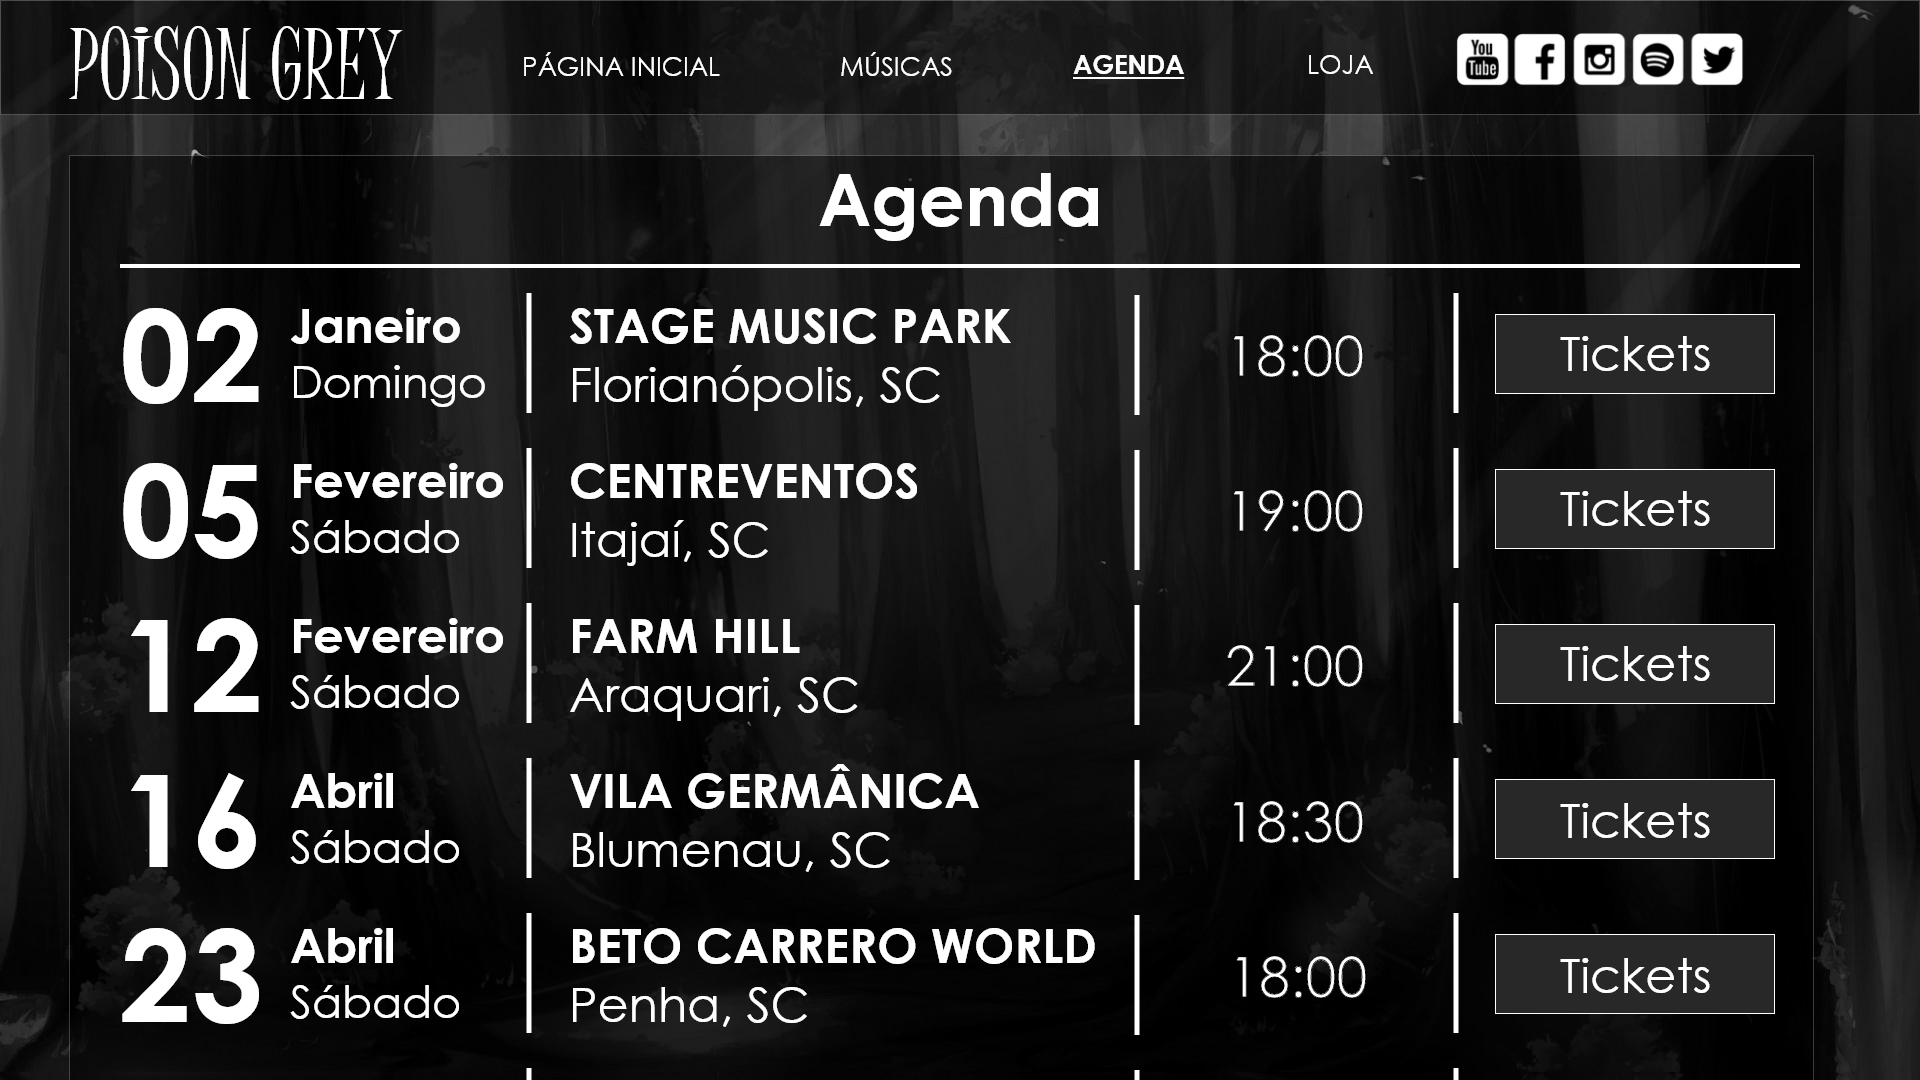 POISON GREY
PÁGINA INICIAL
MÚSICAS
AGENDA
LOJA
You
Tube
Agenda
02
Janeiro
Domingo
STAGE MUSIC PARK
Florianópolis, SC
18:00
Tickets
05
Fevereiro
Sábado
CENTREVENTOS
Itajaí, SC
19:00
Tickets
12
Fevereiro
Sábado
FARM HILL
Araquari, SC
21:00
Tickets
16
Abril
Sábado
VILA GERMÂNICA
Blumenau, SC
18:30
Tickets
23
Abril
Sábado
BETO CARRERO WORLD
Penha, SC
18:00
Tickets